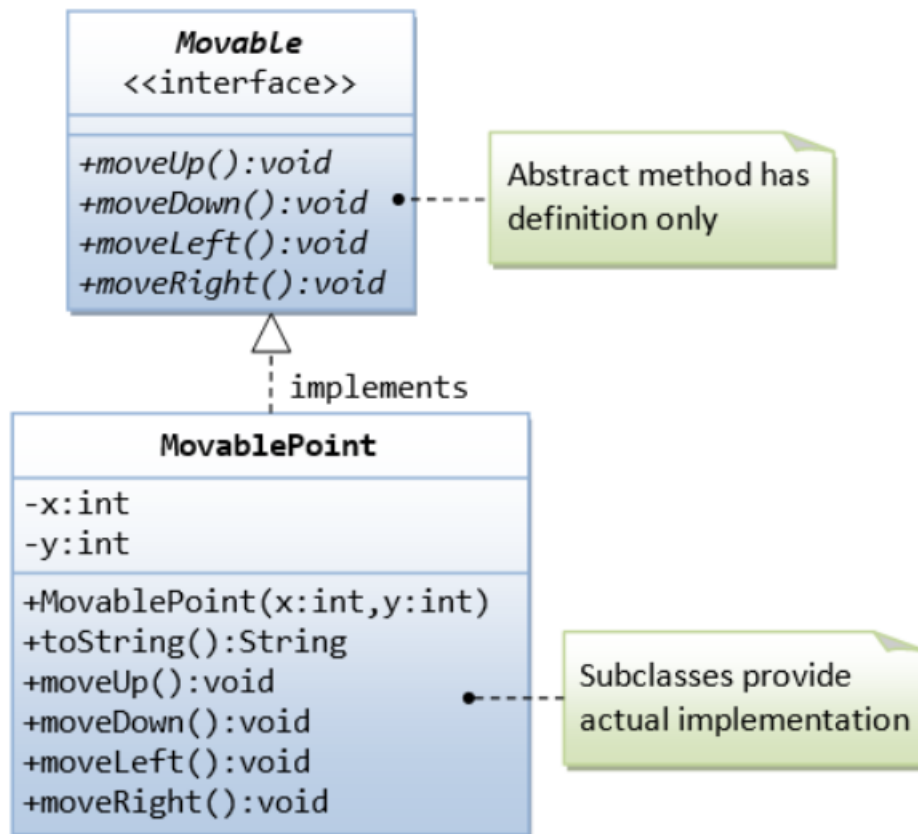 Movable
<<interface>>
+moveUp():void
+moveDown():void
+moveLeft():void
+moveRight():void
Abstract method has
definition only
implements
MovablePoint
-x:int
-y:int
+MovablePoint(x:int,y:int)
+toString():String
+moveUp():void
+moveDown():void
+moveLeft():void
+moveRight():void
Subclasses provide
actual implementation